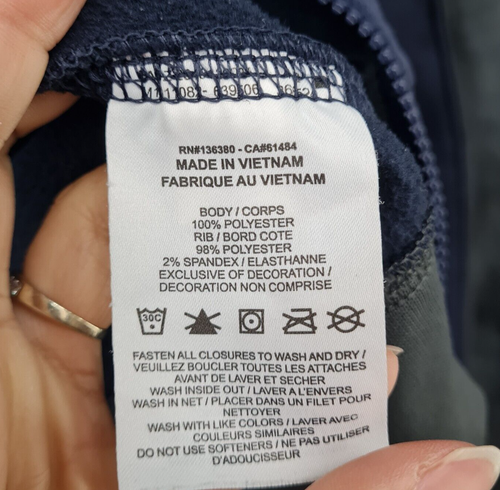 RN#136380 - CA#61484
MADE IN VIETNAM
FABRIQUE AU VIETNAM
BODY / CORPS
100% POLYESTER
RIB / BORD COTE
98% POLYESTER
2% SPANDEX / ELASTHANNE
EXCLUSIVE OF DECORATION /
DECORATION NON COMPRISE
30C
FASTEN ALL CLOSURES TO WASH AND DRY /
VEUILLEZ BOUCLER TOUTES LES ATTACHES
AVANT DE LAVER ET SECHER
WASH INSIDE OUT / LAVER A L'ENVERS
WASH IN NET / PLACER DANS UN FILET POUR
NETTOYER
WASH WITH LIKE COLORS / LAVER AVEC
COULEURS SIMILAIRES
DO NOT USE SOFTENERS / NE PAS UTILISER
D'ADOUCISSEUR